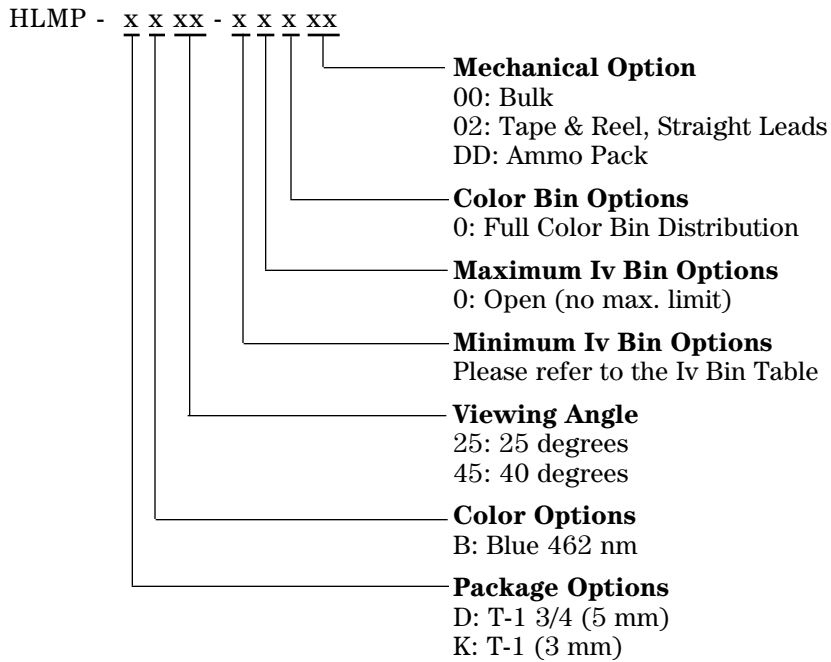 HLMP - x x xx - x x x xx
Mechanical Option
00: Bulk
02: Tape & Reel, Straight Leads
DD: Ammo Pack
Color Bin Options
0: Full Color Bin Distribution
Maximum Iv Bin Options
0: Open (no max. limit)
Minimum Iv Bin Options
Please refer to the Iv Bin Table
Viewing Angle
25: 25 degrees
45: 40 degrees
Color Options
B: Blue 462 nm
Package Options
D: T-1 3/4 (5 mm)
K: T-1 (3 mm)